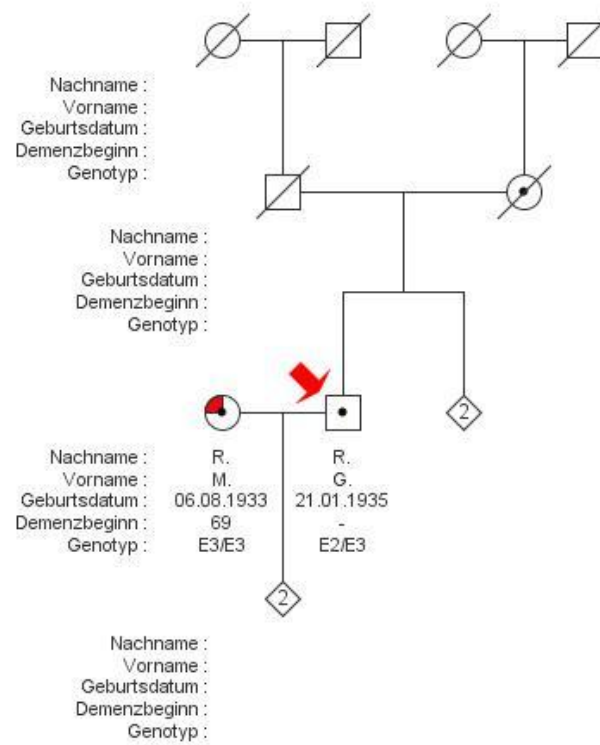 Nachname :
Vorname :
Geburtsdatum :
Demenzbeginn :
Genotyp :
Nachname :
Vorname :
Geburtsdatum :
Demenzbeginn :
Genotyp :
2
Nachname : R. R.
Vorname : M. G.
Geburtsdatum : 06.08.1933 21.01.1935
Demenzbeginn : 69 -
Genotyp : E3/E3 E2/E3
2
Nachname :
Vorname :
Geburtsdatum :
Demenzbeginn :
Genotyp :